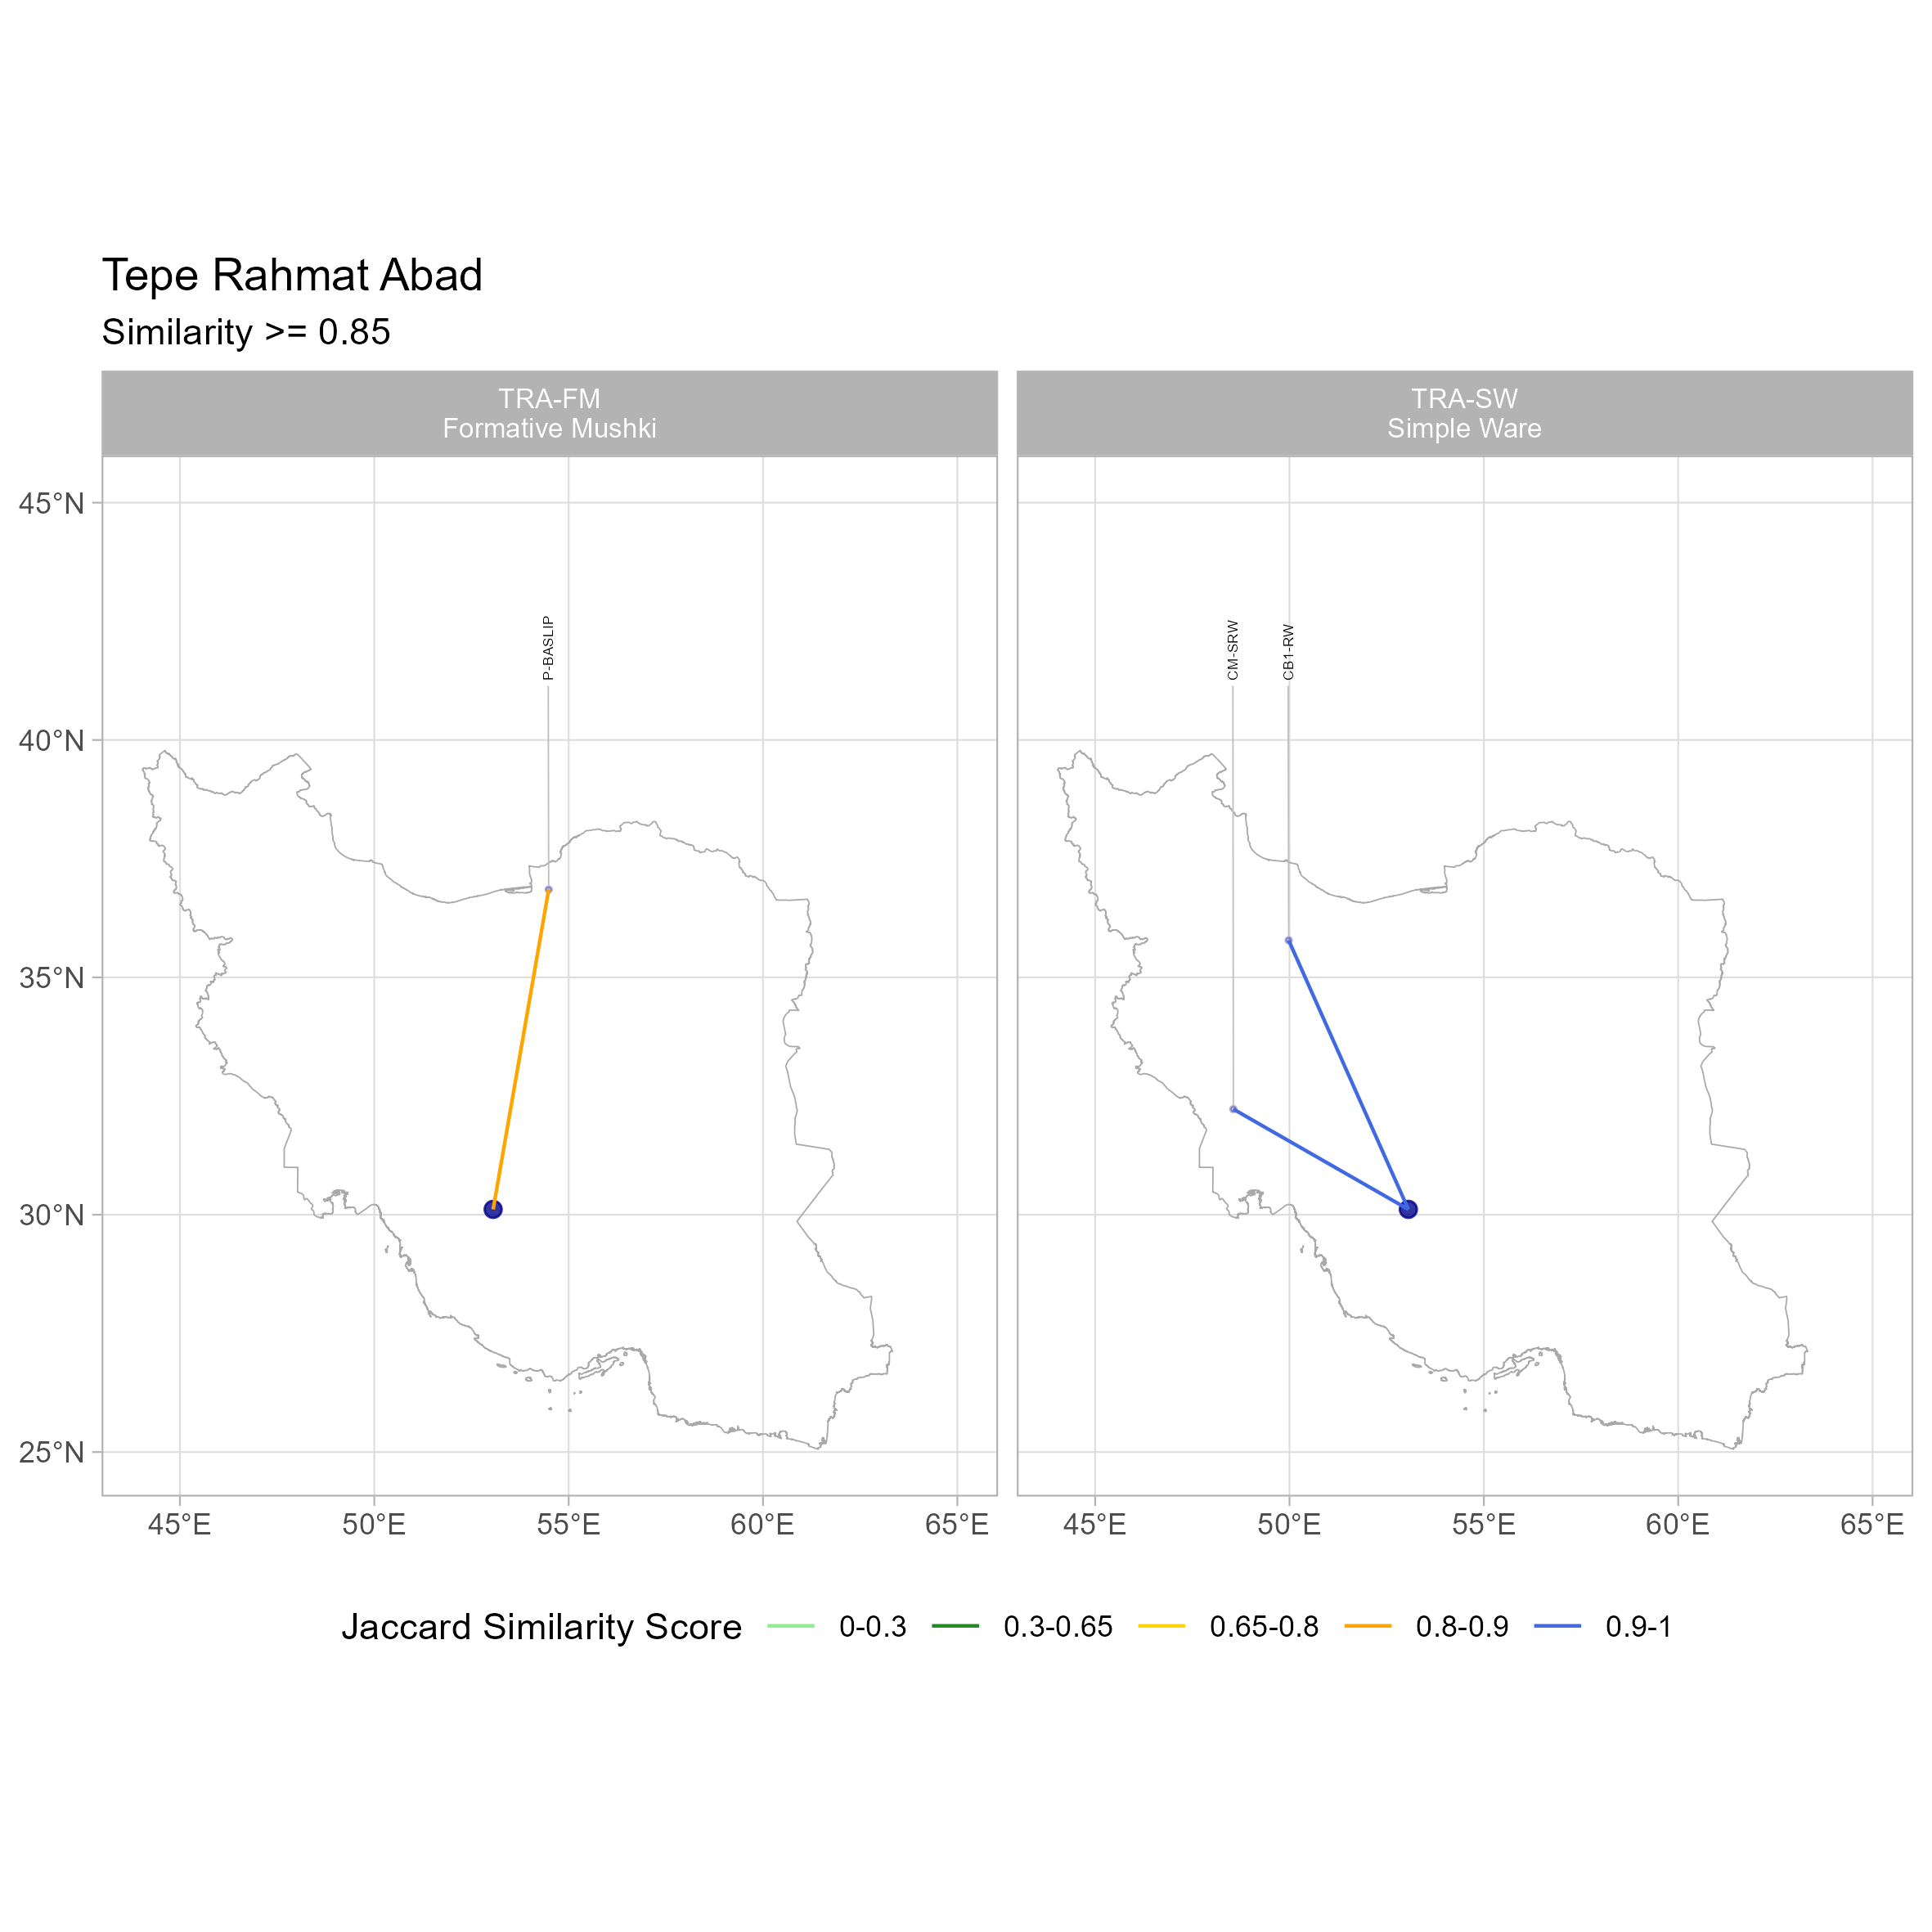 Tepe Rahmat Abad
Similarity >= 0.85
TRA-FM
Formative Mushki
TRA-SW
Simple Ware
P-BASLIP
CM-SRW
CB1-RW
45°N
40°N
35°N
30°N
25°N
45°E 50°E 55°E 60°E 65°E
45°E 50°E 55°E 60°E 65°E
Jaccard Similarity Score 0-0.3 0.3-0.65 0.65-0.8 0.8-0.9 0.9-1